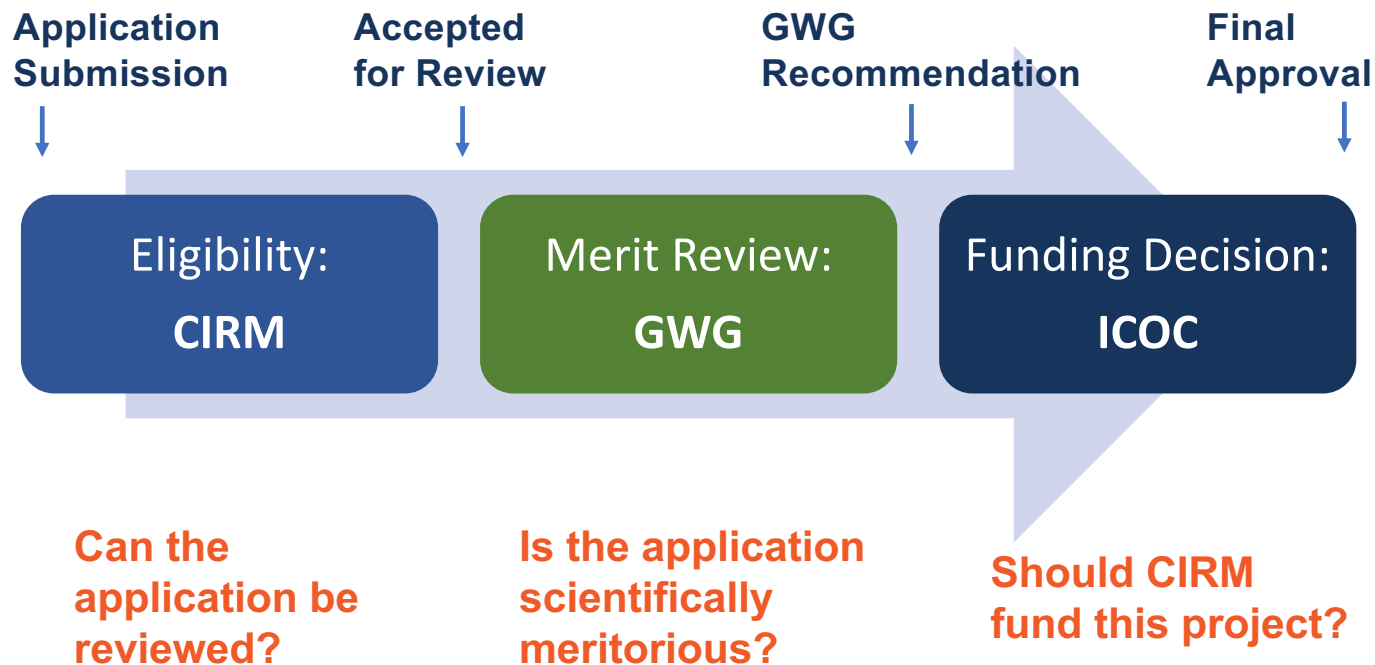 Application
Submission
Accepted
for Review
GWG
Recommendation
Final
Approval
Eligibility:
CIRM
Merit Review:
GWG
Funding Decision:
ICOC
Can the
application be
reviewed?
Is the application
scientifically
meritorious?
Should CIRM
fund this project?